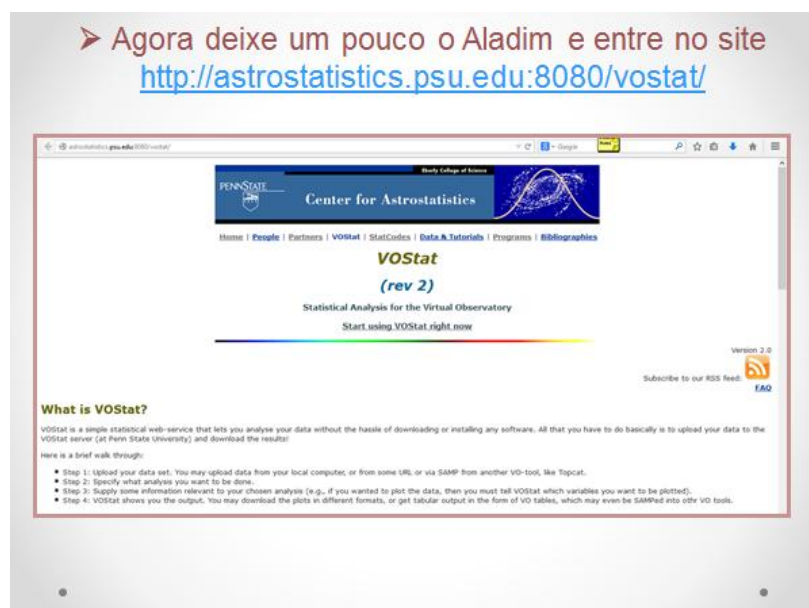 ➢ Agora deixe um pouco o Aladim e entre no site
http://astrostatistics.psu.edu:8080/vostat/
astrostatistics.psu.edu:8080/vostat/
Google
Eberly College of Science
PENNSTATE
Center for Astrostatistics
Home | People | Partners | VOStat | StatCodes | Data & Tutorials | Programs | Bibliographies
VOStat
(rev 2)
Statistical Analysis for the Virtual Observatory
Start using VOStat right now
Version 2.0
Subscribe to our RSS feed:
FAQ
What is VOStat?
VOStat is a simple statistical web-service that lets you analyse your data without the hassle of downloading or installing any software. All that you have to do basically is to upload your data to the
VOStat server (at Penn State University) and download the results!
Here is a brief walk through:
• Step 1: Upload your data set. You may upload data from your local computer, or from some URL or via SAMP from another VO-tool, like Topcat.
• Step 2: Specify what analysis you want to be done.
• Step 3: Supply some information relevant to your chosen analysis (e.g., if you wanted to plot the data, then you must tell VOStat which variables you want to be plotted).
• Step 4: VOStat shows you the output. You may download the plots in different formats, or get tabular output in the form of VO tables, which may even be SAMPed into othr VO tools.